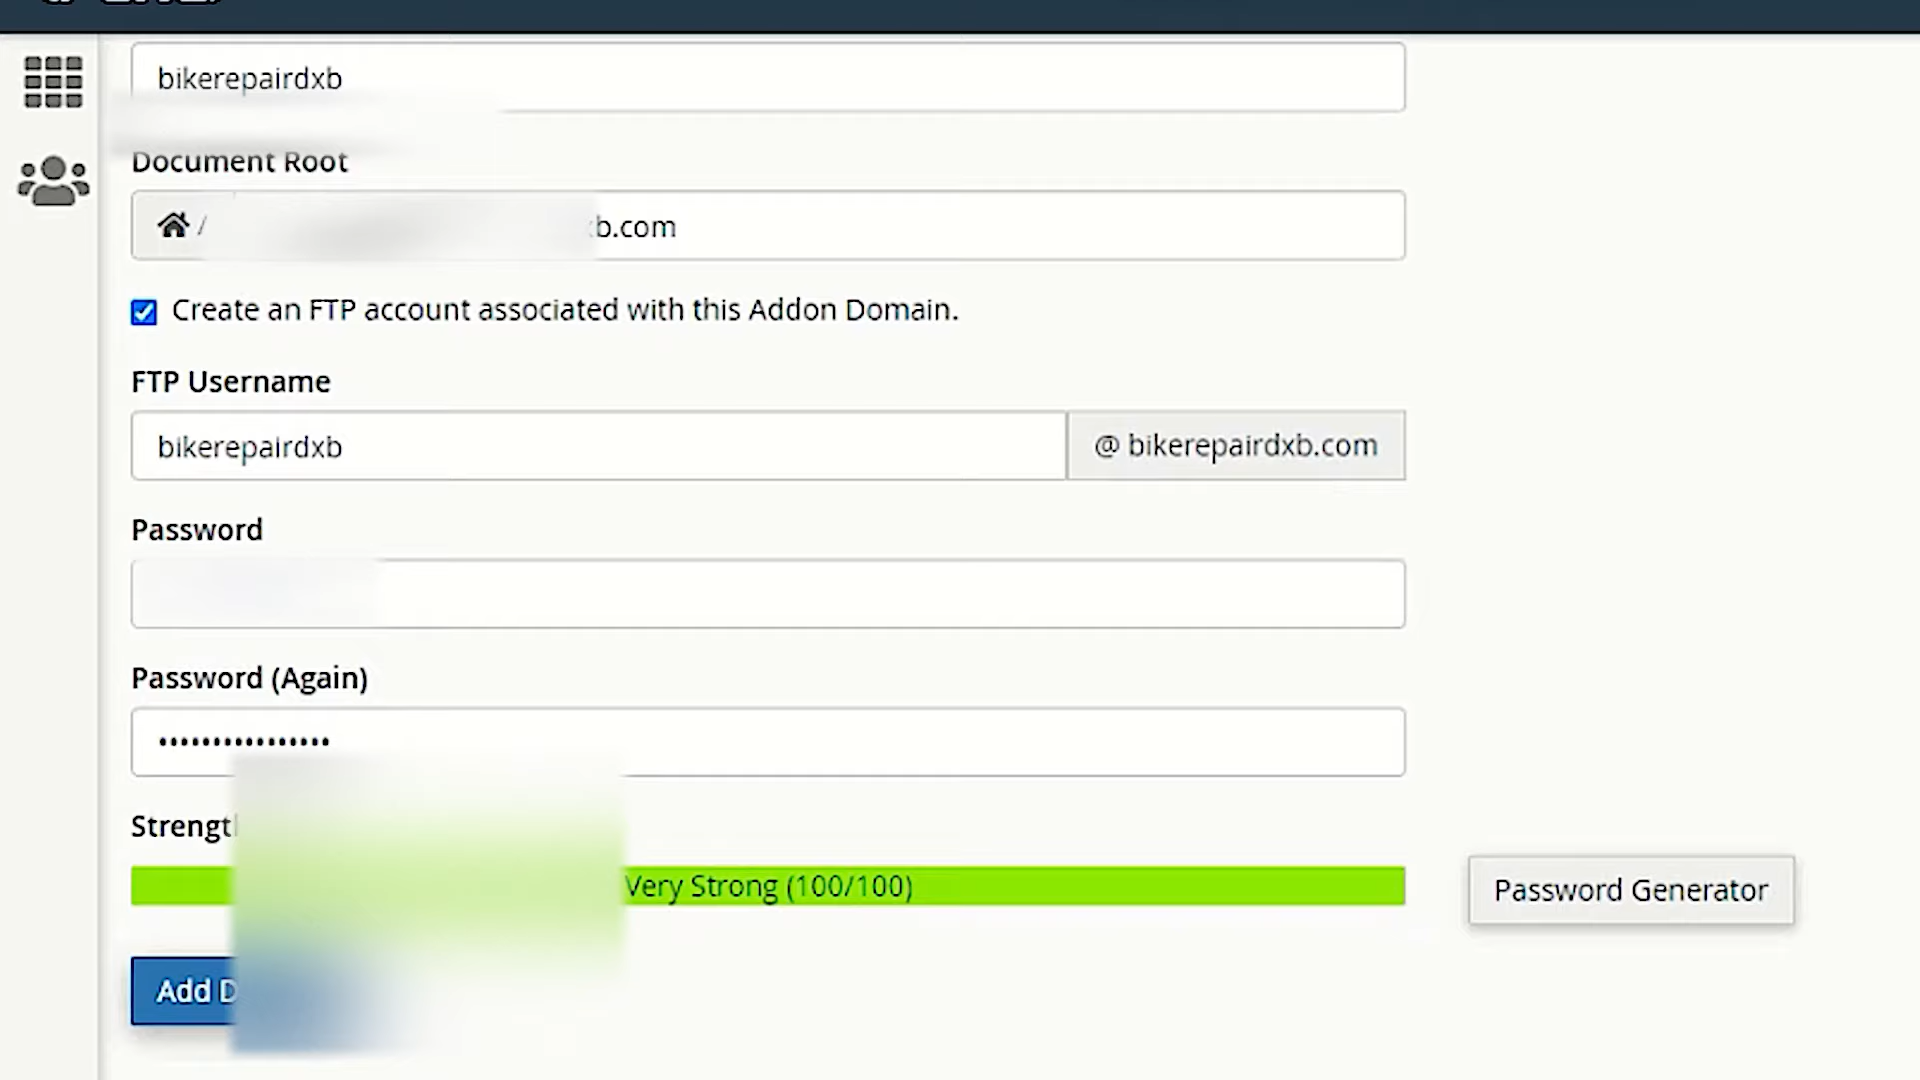 bikerepairdxb
Document Root
/ b.com
Create an FTP account associated with this Addon Domain.
FTP Username
bikerepairdxb @ bikerepairdxb.com
Password
Password (Again)
••••••••••••••••
Strengt
Very Strong (100/100)
Password Generator
Add D